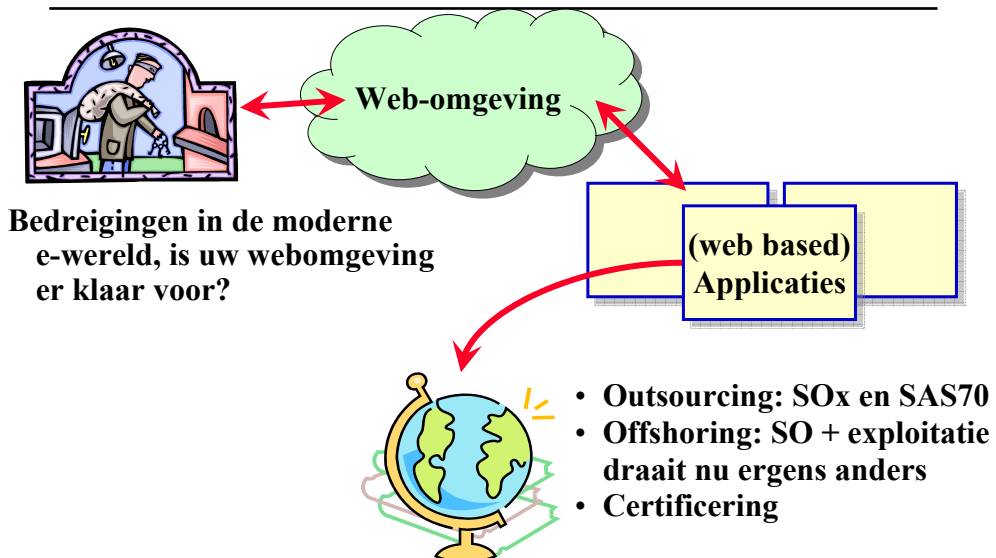 Web-omgeving
Bedreigingen in de moderne
e-wereld, is uw webomgeving
er klaar voor?
(web based)
Applicaties
• Outsourcing: SOx en SAS70
• Offshoring: SO + exploitatie
draait nu ergens anders
• Certificering